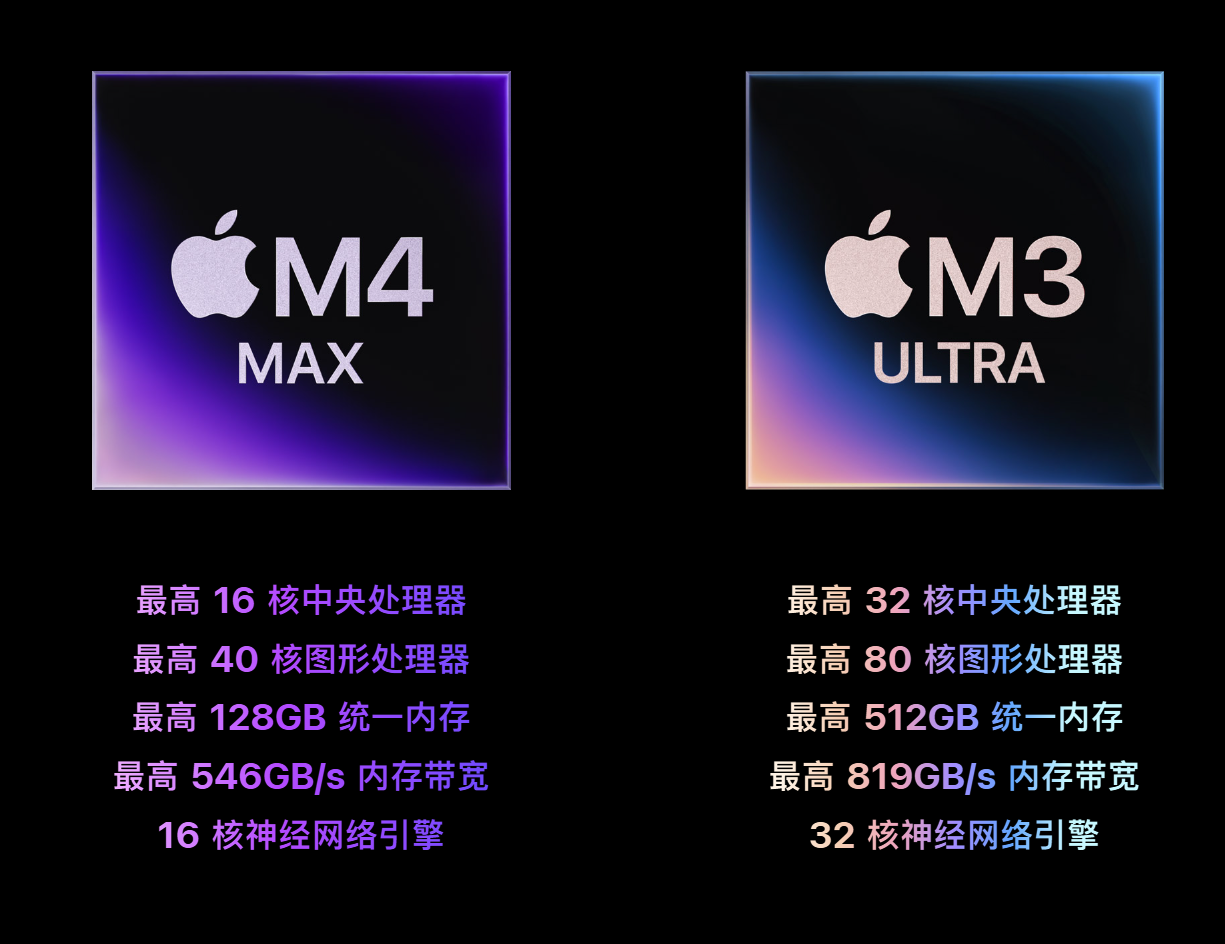 M4
MAX
最高 16 核中央处理器
最高 40 核图形处理器
最高 128GB 统一内存
最高 546GB/s 内存带宽
16 核神经网络引擎
M3
ULTRA
最高 32 核中央处理器
最高 80 核图形处理器
最高 512GB 统一内存
最高 819GB/s 内存带宽
32 核神经网络引擎